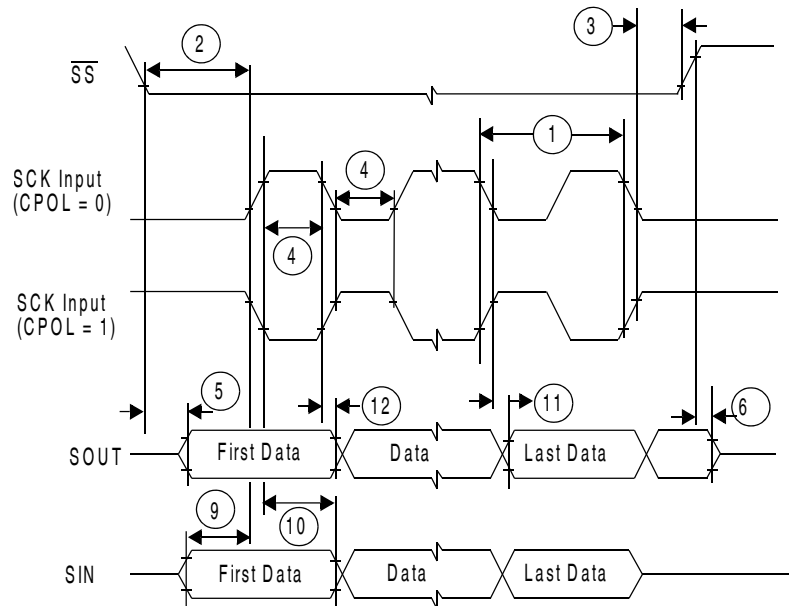 2
3
SS
1
SCK Input
(CPOL = 0)
4
4
SCK Input
(CPOL = 1)
5
12
11
6
SOUT
First Data
Data
Last Data
9
10
SIN
First Data
Data
Last Data